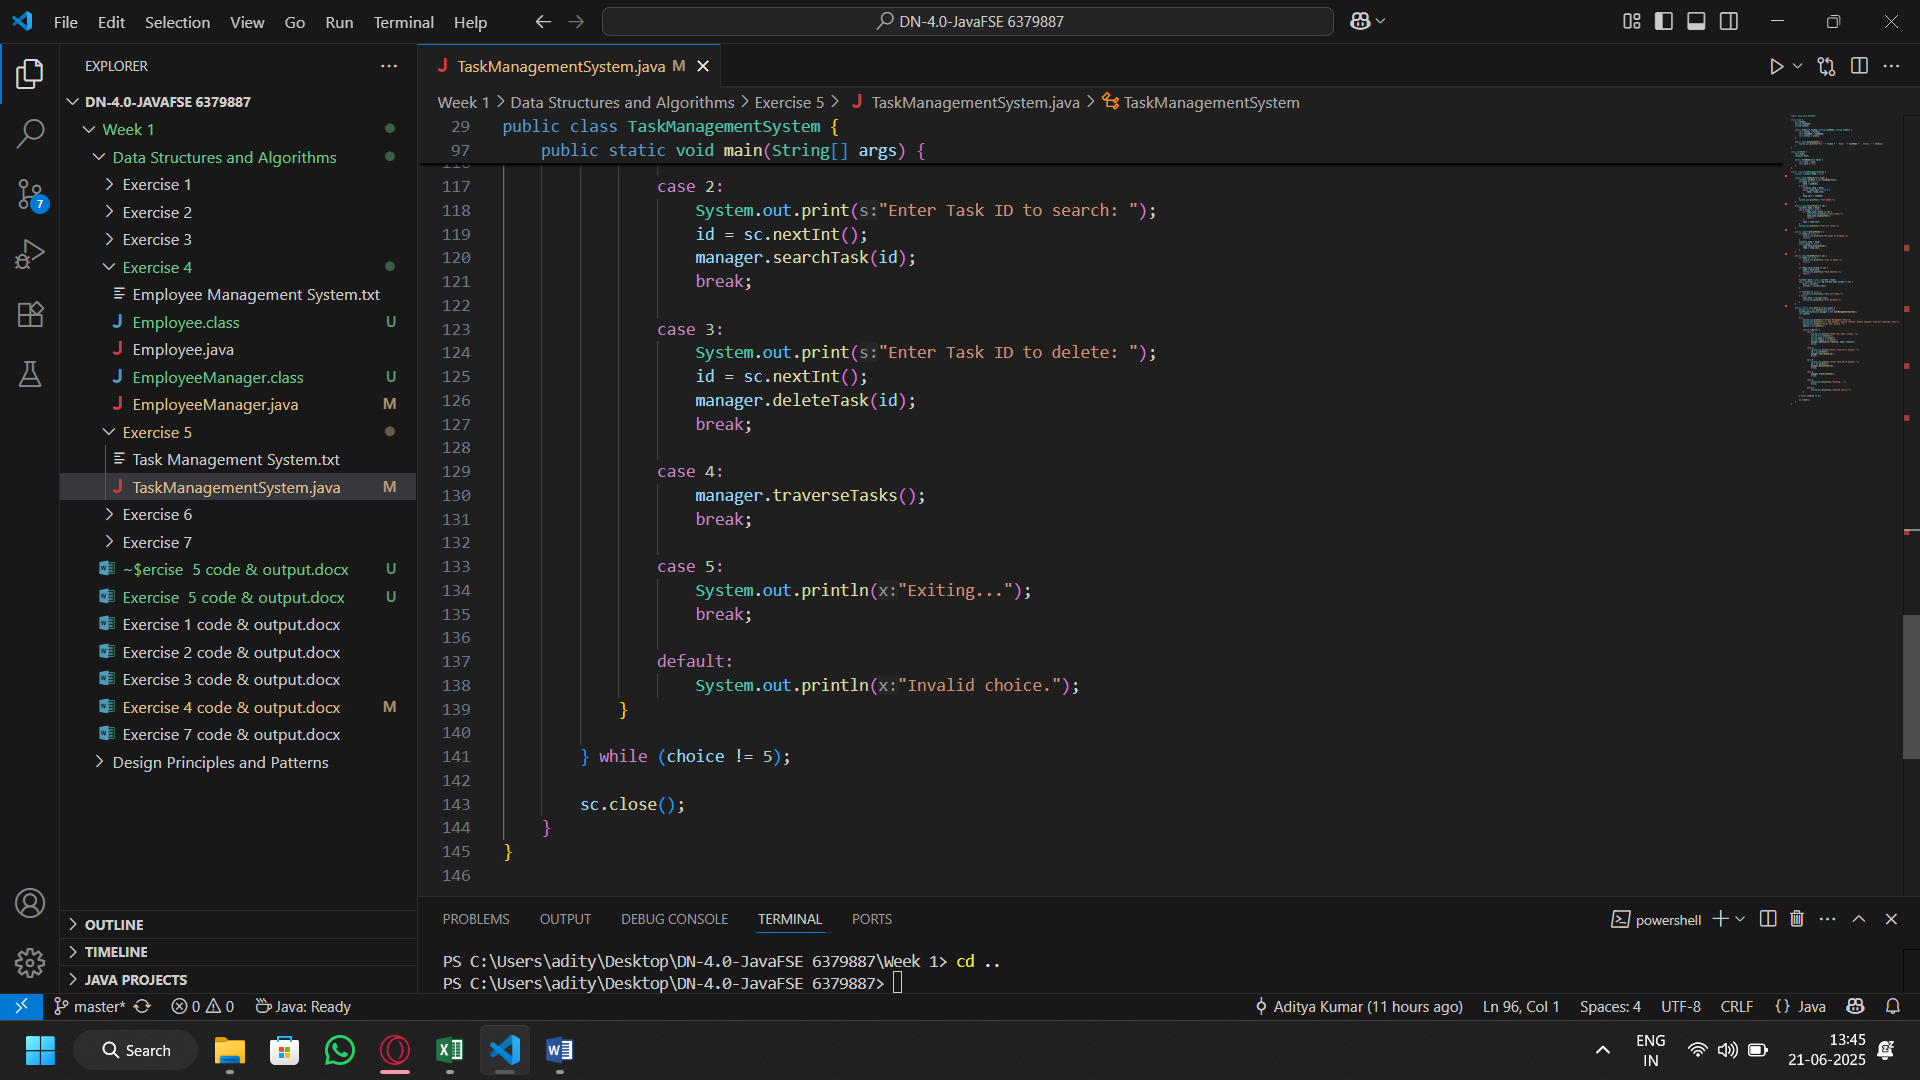 File Edit Selection View Go Run Terminal Help
DN-4.0-JavaFSE 6379887
EXPLORER
DN-4.0-JAVAFSE 6379887
Week 1
Data Structures and Algorithms
Exercise 1
Exercise 2
Exercise 3
Exercise 4
Employee Management System.txt
Employee.class U
Employee.java
EmployeeManager.class U
EmployeeManager.java M
Exercise 5
Task Management System.txt
TaskManagementSystem.java M
Exercise 6
Exercise 7
~$ercise  5 code & output.docx U
Exercise  5 code & output.docx U
Exercise 1 code & output.docx
Exercise 2 code & output.docx
Exercise 3 code & output.docx
Exercise 4 code & output.docx M
Exercise 7 code & output.docx
Design Principles and Patterns
OUTLINE
TIMELINE
JAVA PROJECTS
7
TaskManagementSystem.java M
Week 1 > Data Structures and Algorithms > Exercise 5 > TaskManagementSystem.java > TaskManagementSystem
29 public class TaskManagementSystem {
97 public static void main(String[] args) {
117 case 2:
118 System.out.print(s:"Enter Task ID to search: ");
119 id = sc.nextInt();
120 manager.searchTask(id);
121 break;
122
123 case 3:
124 System.out.print(s:"Enter Task ID to delete: ");
125 id = sc.nextInt();
126 manager.deleteTask(id);
127 break;
128
129 case 4:
130 manager.traverseTasks();
131 break;
132
133 case 5:
134 System.out.println(x:"Exiting...");
135 break;
136
137 default:
138 System.out.println(x:"Invalid choice.");
139 }
140
141 } while (choice != 5);
142
143 sc.close();
144 }
145 }
146
PROBLEMS OUTPUT DEBUG CONSOLE TERMINAL PORTS
powershell
PS C:\Users\adity\Desktop\DN-4.0-JavaFSE 6379887\Week 1> cd ..
PS C:\Users\adity\Desktop\DN-4.0-JavaFSE 6379887>
master* 0 0 Java: Ready
Aditya Kumar (11 hours ago) Ln 96, Col 1 Spaces: 4 UTF-8 CRLF {} Java
Search
ENG
IN
13:45
21-06-2025